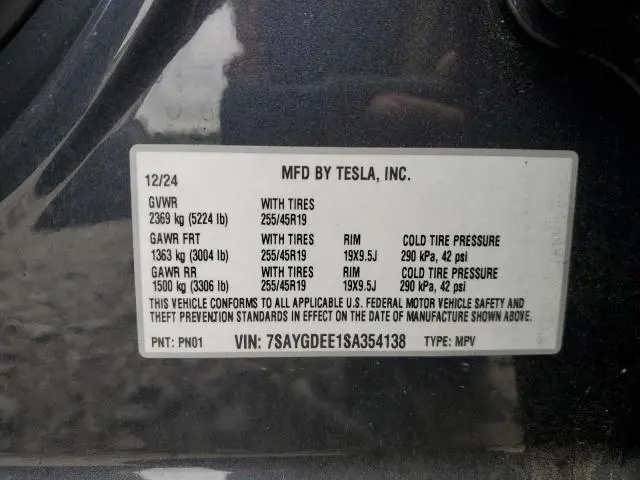 12/24 MFD BY TESLA, INC.
GVWR WITH TIRES
2369 kg (5224 lb) 255/45R19
GAWR FRT WITH TIRES RIM COLD TIRE PRESSURE
1363 kg (3004 lb) 255/45R19 19X9.5J 290 kPa, 42 psi
GAWR RR WITH TIRES RIM COLD TIRE PRESSURE
1500 kg (3306 lb) 255/45R19 19X9.5J 290 kPa, 42 psi
THIS VEHICLE CONFORMS TO ALL APPLICABLE U.S. FEDERAL MOTOR VEHICLE SAFETY AND
THEFT PREVENTION STANDARDS IN EFFECT ON THE DATE OF MANUFACTURE SHOWN
ABOVE.
PNT: PN01 VIN: 7SAYGDEE1SA354138 TYPE: MPV